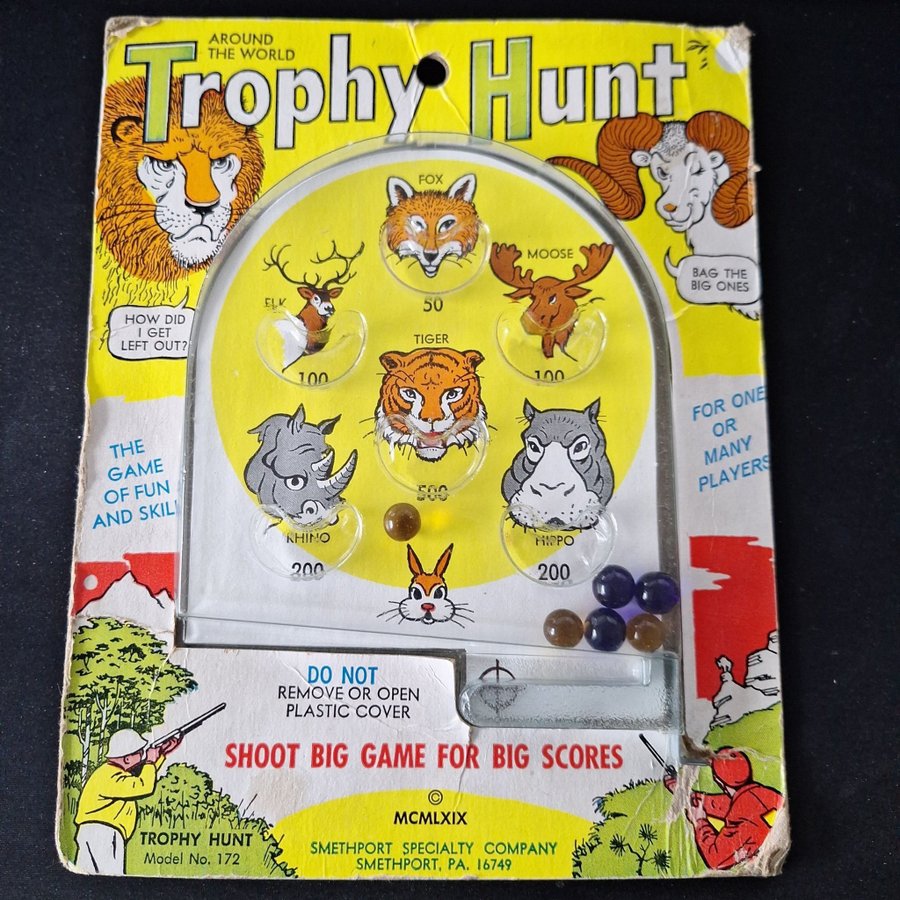 AROUND
THE WORLD
Trophy Hunt
FOX
50
ELK
MOOSE
100
100
BAG THE
BIG ONES
HOW DID
I GET
LEFT OUT?
TIGER
500
THE
GAME
OF FUN
AND SKILL
FOR ONE
OR
MANY
PLAYERS
RHINO
200
HIPPO
200
DO NOT
REMOVE OR OPEN
PLASTIC COVER
SHOOT BIG GAME FOR BIG SCORES
©
MCMLXIX
TROPHY HUNT
Model No. 172
SMETHPORT SPECIALTY COMPANY
SMETHPORT, PA. 16749